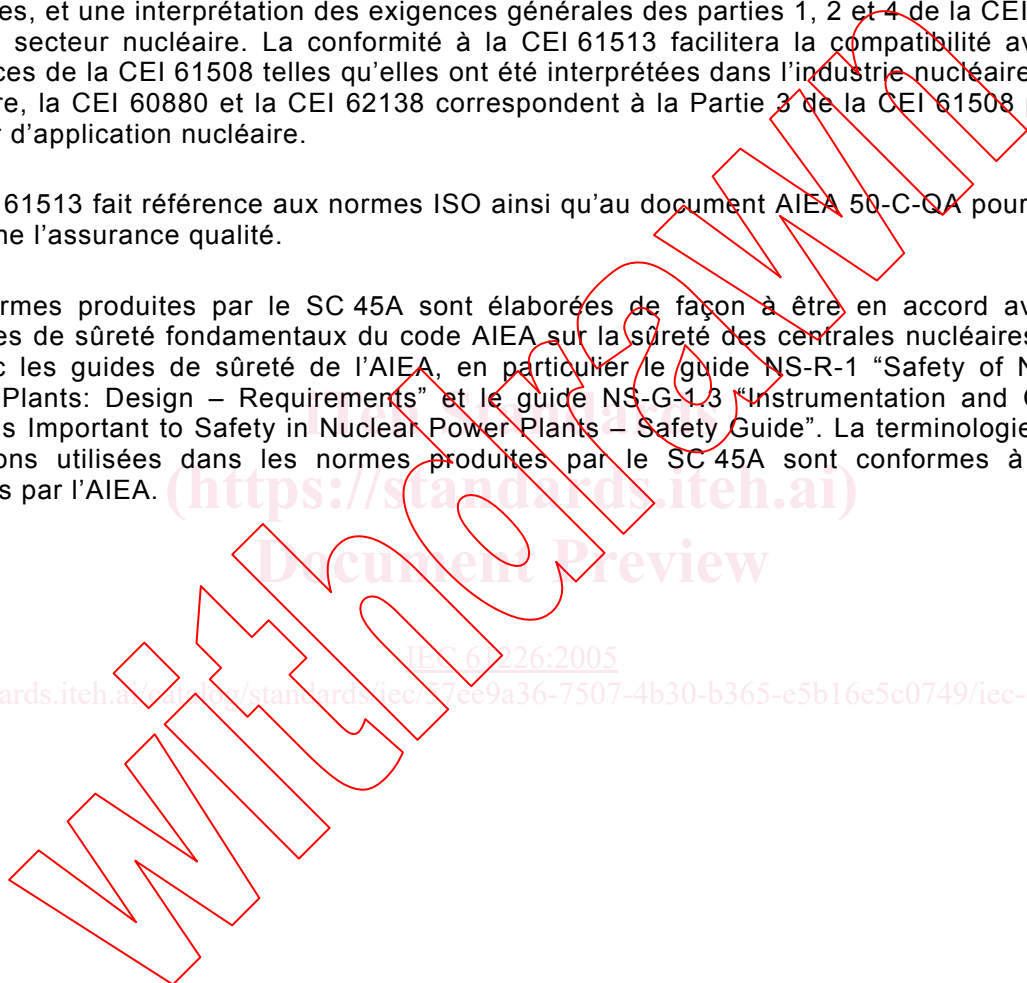 es, et une interprétation des exigences générales des parties 1, 2 et 4 de la CEI
secteur nucléaire. La conformité à la CEI 61513 facilitera la compatibilité av
ces de la CEI 61508 telles qu'elles ont été interprétées dans l'industrie nucléaire
re, la CEI 60880 et la CEI 62138 correspondent à la Partie 3 de la CEI 61508 p
r d'application nucléaire.
61513 fait référence aux normes ISO ainsi qu'au document AIEA 50-C-QA pour
ne l'assurance qualité.
ormes produites par le SC 45A sont élaborées de façon à être en accord av
es de sûreté fondamentaux du code AIEA sur la sûreté des centrales nucléaires
c les guides de sûreté de l'AIEA, en particulier le guide NS-R-1 “Safety of N
Plants: Design – Requirements” et le guide NS-G-1.3 “Instrumentation and C
s Important to Safety in Nuclear Power Plants – Safety Guide”. La terminologie
ons utilisées dans les normes produites par le SC 45A sont conformes à
s par l'AIEA.
iTeh Standards
(https://standards.iteh.ai)
Document Preview
IEC 61226:2005
ards.iteh.ai/catalog/standards/iec/57ee9a36-7507-4b30-b365-e5b16e5c0749/iec-
withdrawn